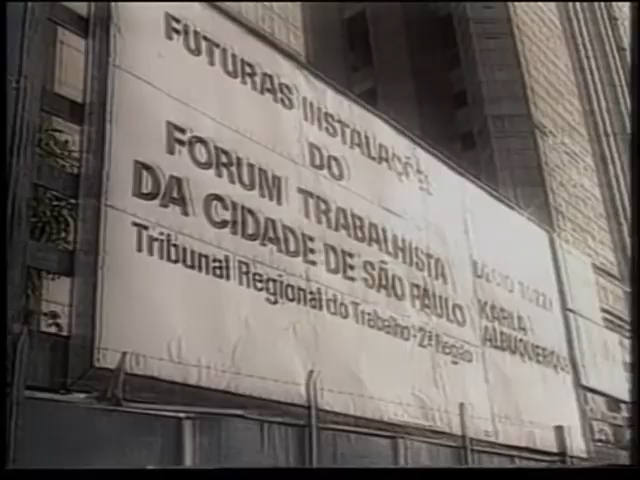 FUTURAS INSTALAÇÕES
DO
FORUM TRABALHISTA
DA CIDADE DE SÃO PAULO
Tribunal Regional do Trabalho - 2ª Região
KARLA
ALBUQUERQUE